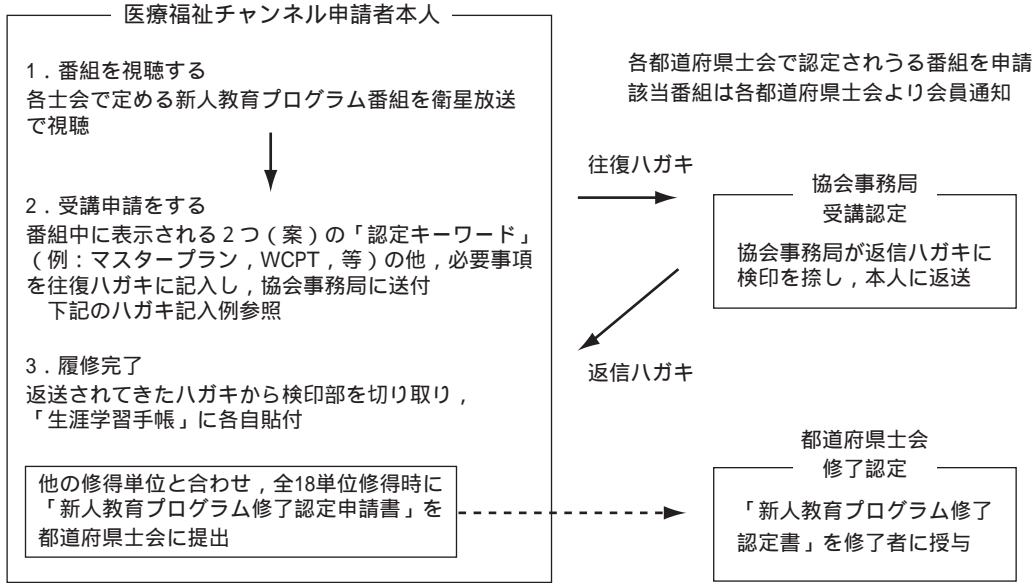 医療福祉チャンネル申請者本人
1．番組を視聴する
各士会で定める新人教育プログラム番組を衛星放送
で視聴
2．受講申請をする
番組中に表示される2つ（案）の「認定キーワード」
（例：マスタープラン，WCPT，等）の他，必要事項
を往復ハガキに記入し，協会事務局に送付
下記のハガキ記入例参照
3．履修完了
返送されてきたハガキから検印部を切り取り，
「生涯学習手帳」に各自貼付
他の修得単位と合わせ，全18単位修得時に
「新人教育プログラム修了認定申請書」を
都道府県士会に提出
各都道府県士会で認定されうる番組を申請
該当番組は各都道府県士会より会員通知
往復ハガキ
協会事務局
受講認定
協会事務局が返信ハガキに
検印を捺し，本人に返送
返信ハガキ
都道府県士会
修了認定
「新人教育プログラム修了
認定書」を修了者に授与